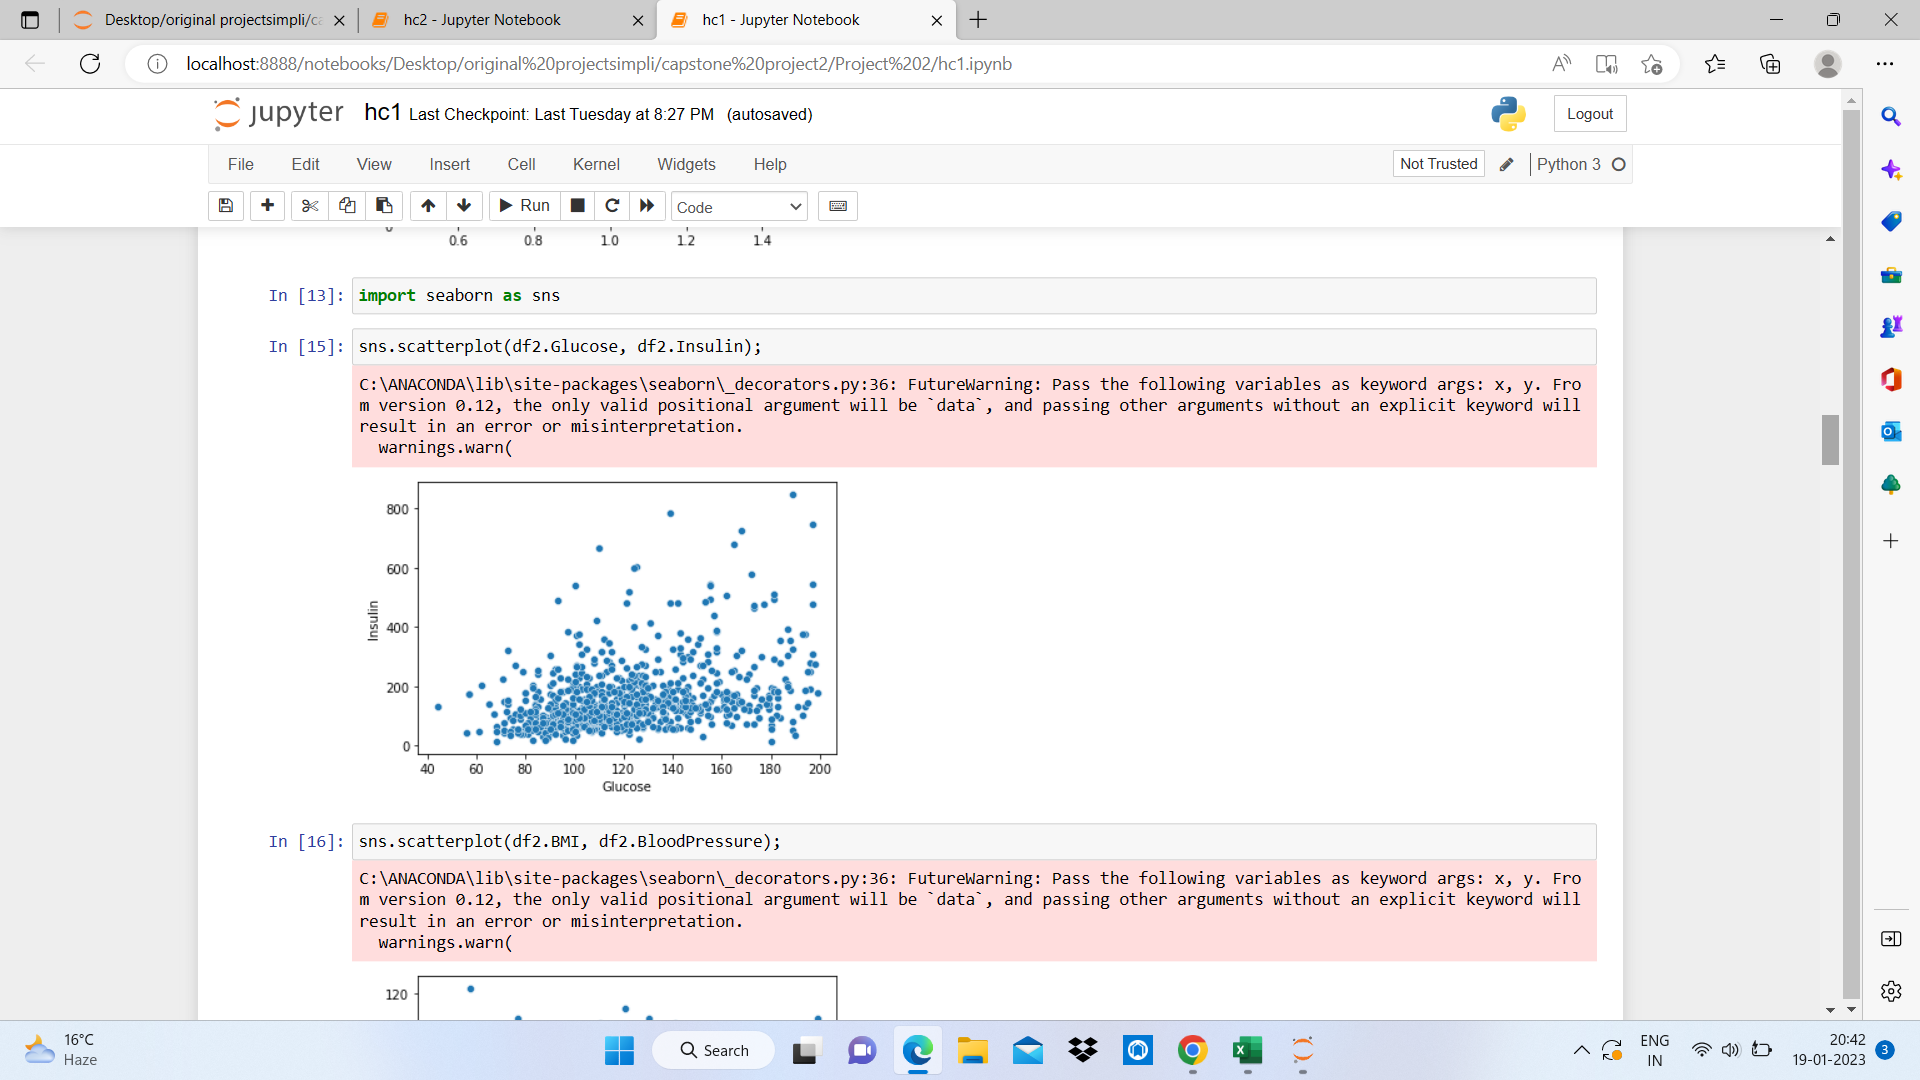 Desktop/original projectsimpli/ca
hc2 - Jupyter Notebook
hc1 - Jupyter Notebook
localhost:8888/notebooks/Desktop/original%20projectsimpli/capstone%20project2/Project%202/hc1.ipynb
jupyter hc1 Last Checkpoint: Last Tuesday at 8:27 PM (autosaved)
Logout
File Edit View Insert Cell Kernel Widgets Help
Not Trusted
Python 3
Run
Code
0
0.6 0.8 1.0 1.2 1.4
In [13]: import seaborn as sns
In [15]: sns.scatterplot(df2.Glucose, df2.Insulin);
C:\ANACONDA\lib\site-packages\seaborn\_decorators.py:36: FutureWarning: Pass the following variables as keyword args: x, y. Fro
m version 0.12, the only valid positional argument will be `data`, and passing other arguments without an explicit keyword will
result in an error or misinterpretation.
warnings.warn(
800
600
400
200
0
Insulin
40 60 80 100 120 140 160 180 200
Glucose
In [16]: sns.scatterplot(df2.BMI, df2.BloodPressure);
C:\ANACONDA\lib\site-packages\seaborn\_decorators.py:36: FutureWarning: Pass the following variables as keyword args: x, y. Fro
m version 0.12, the only valid positional argument will be `data`, and passing other arguments without an explicit keyword will
result in an error or misinterpretation.
warnings.warn(
120
16°C
Haze
Search
ENG
IN
20:42
19-01-2023
3